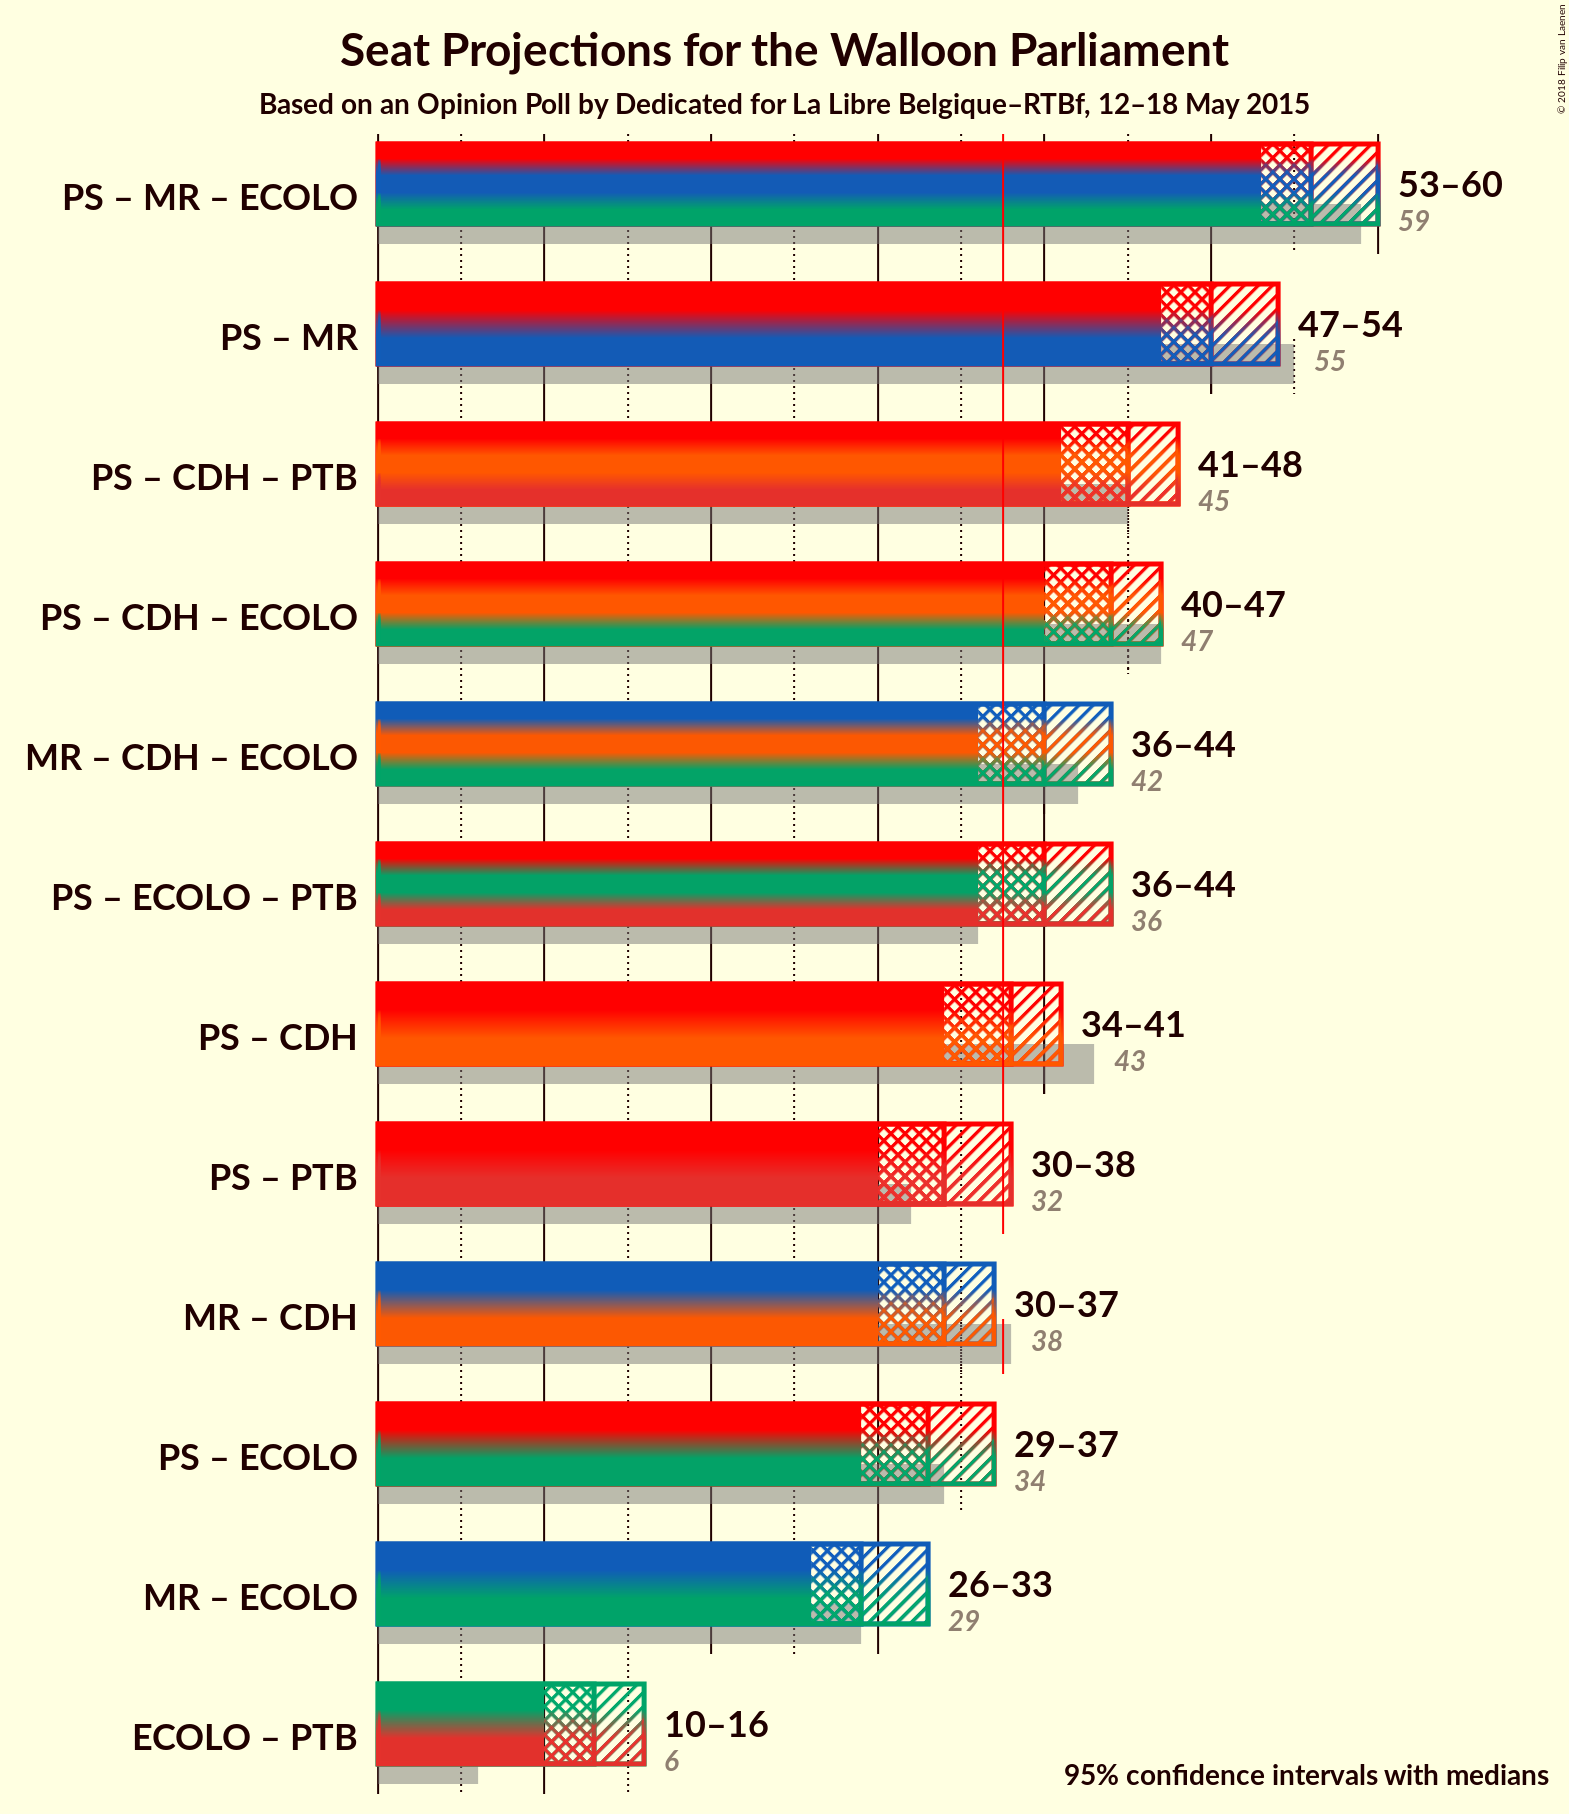 Seat Projections for the Walloon Parliament
Based on an Opinion Poll by Dedicated for La Libre Belgique–RTBf, 12–18 May 2015
© 2018 Filip van Laenen
PS – MR – ECOLO
53–60
59
PS – MR
47–54
55
PS – CDH – PTB
41–48
45
PS – CDH – ECOLO
40–47
47
MR – CDH – ECOLO
36–44
42
PS – ECOLO – PTB
36–44
36
PS – CDH
34–41
43
PS – PTB
30–38
32
MR – CDH
30–37
38
PS – ECOLO
29–37
34
MR – ECOLO
26–33
29
ECOLO – PTB
10–16
6
95% confidence intervals with medians